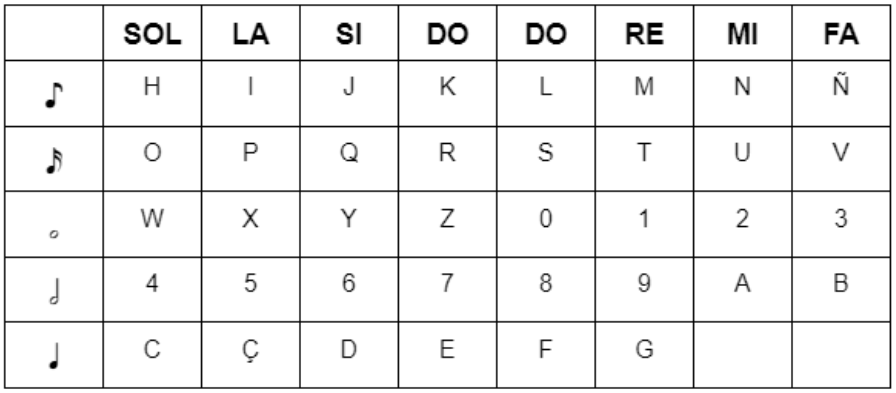 SOL LA SI DO DO RE MI FA
H I J K L M N Ñ
O P Q R S T U V
W X Y Z 0 1 2 3
4 5 6 7 8 9 A B
C Ç D E F G